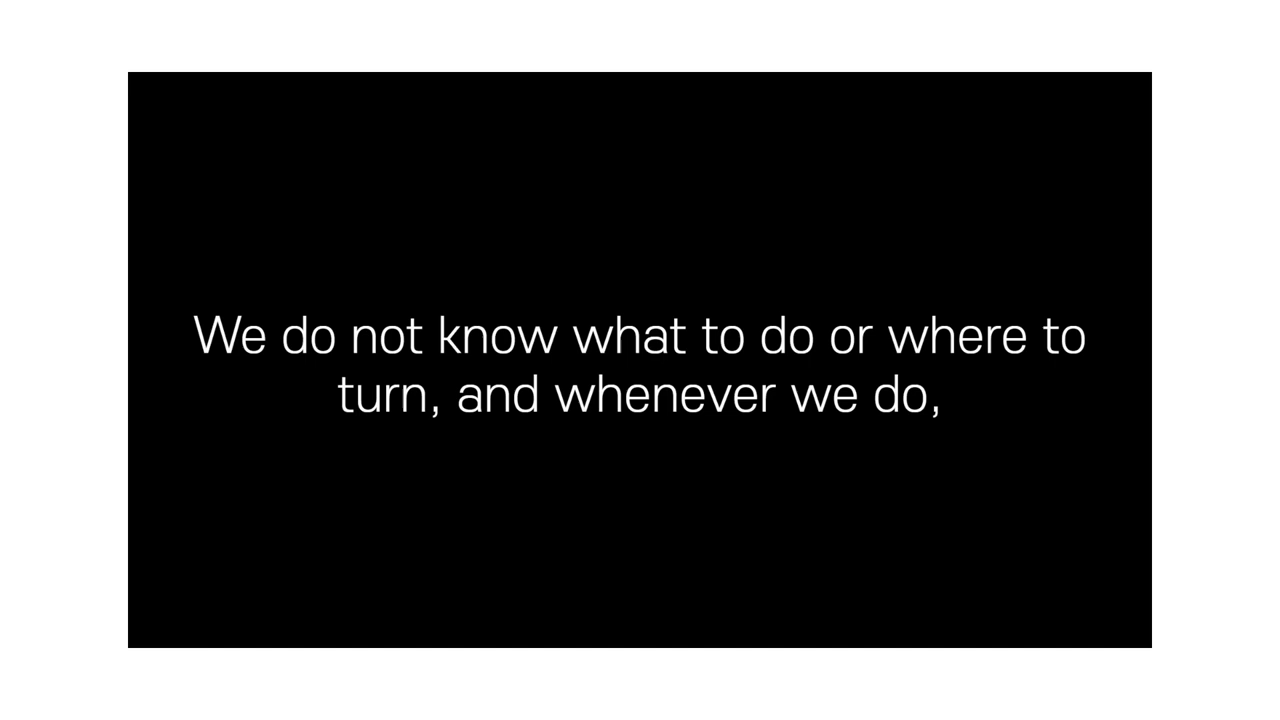 We do not know what to do or where to
turn, and whenever we do,